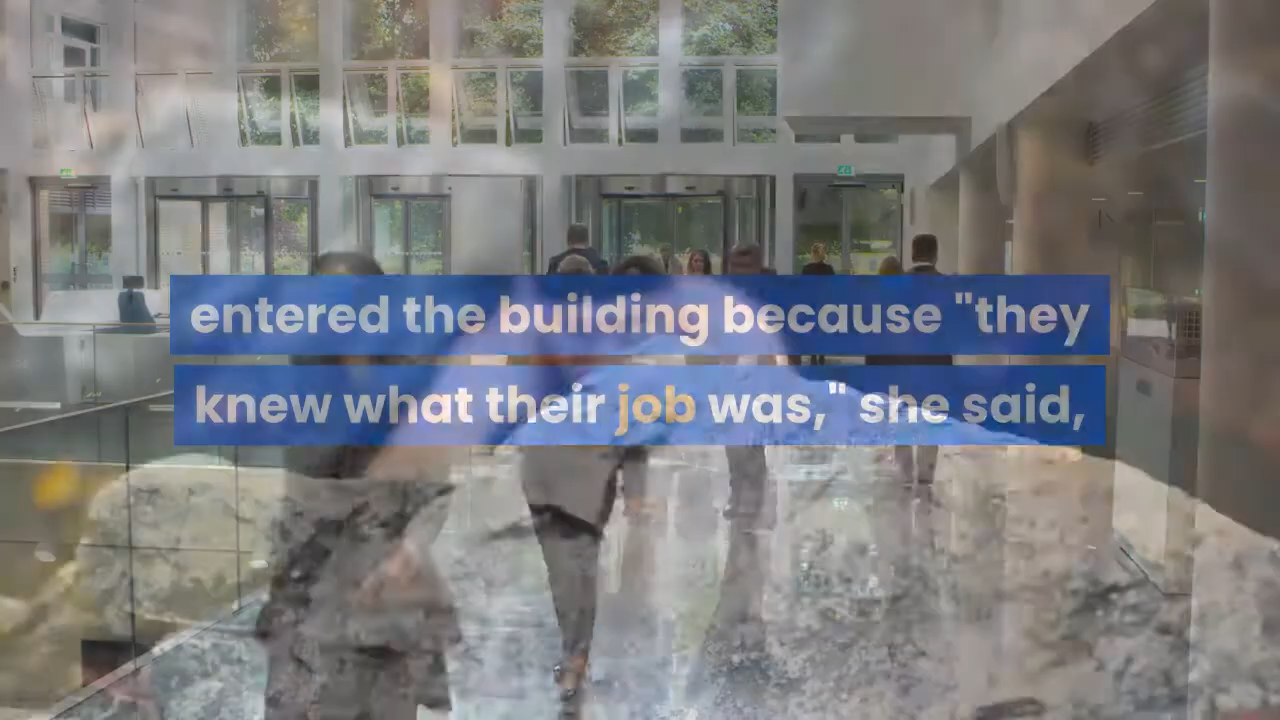 entered the building because "they
knew what their job was," she said,